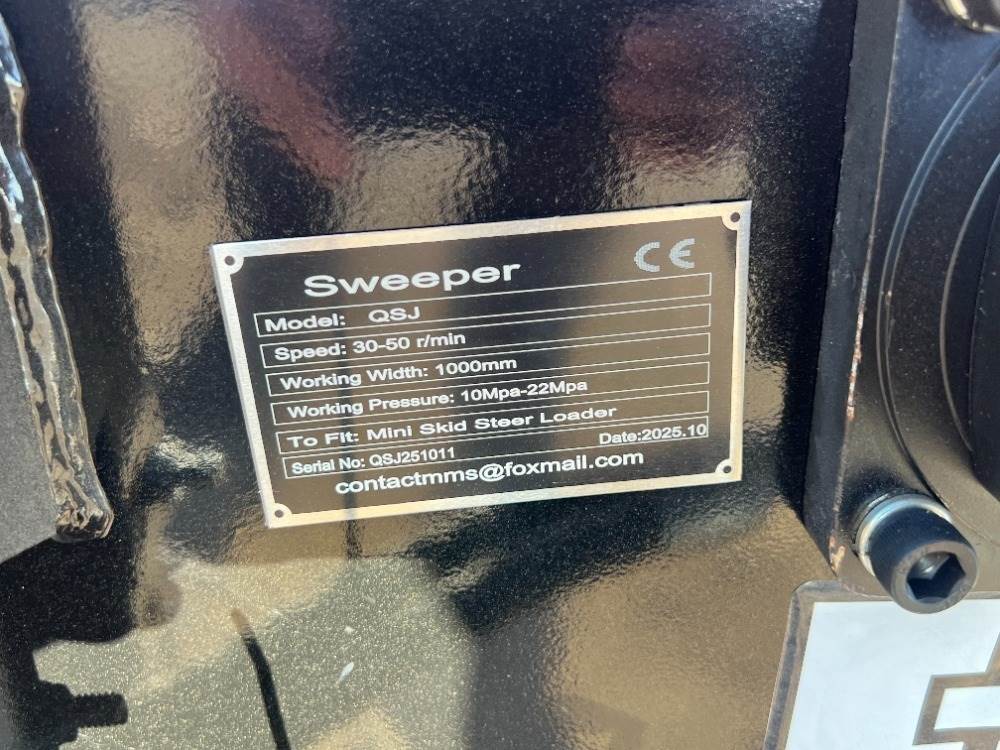 Sweeper CE
Model: QSJ
Speed: 30-50 r/min
Working Width: 1000mm
Working Pressure: 10Mpa-22Mpa
To Fit: Mini Skid Steer Loader
Serial No: QSJ251011 Date:2025.10
contactmms@foxmail.com